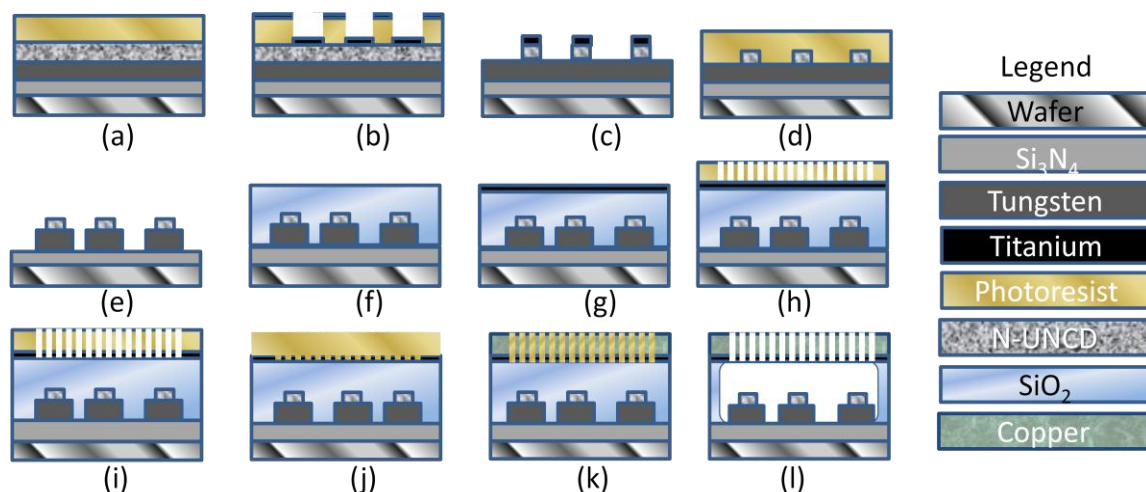 (a)
(b)
(c)
(d)
Legend
Wafer
Si₃N₄
Tungsten
Titanium
Photoresist
N-UNCD
SiO₂
Copper
(e)
(f)
(g)
(h)
(i)
(j)
(k)
(l)